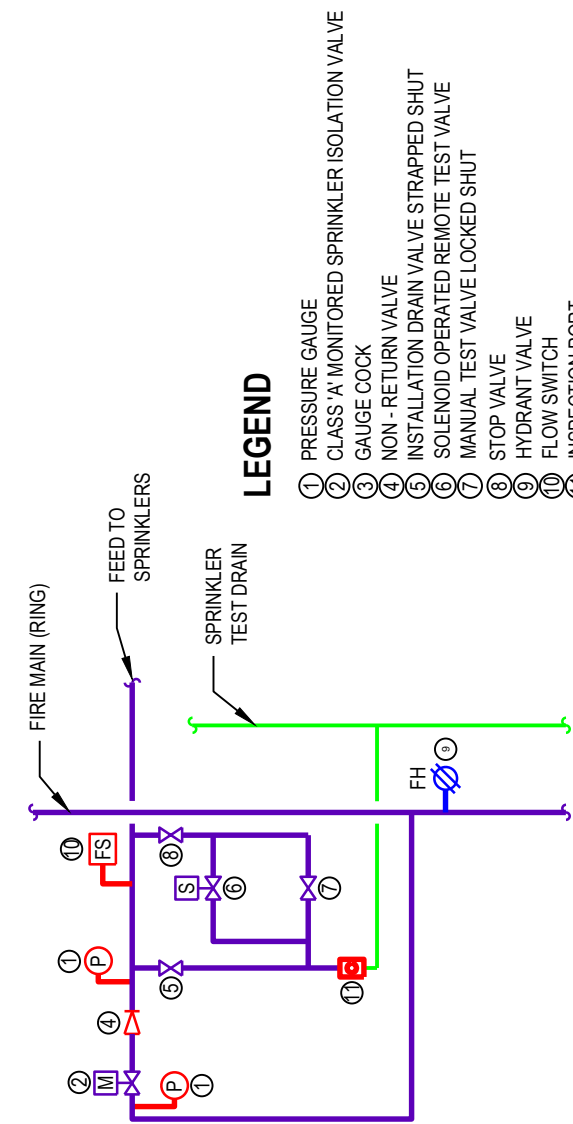 FIRE MAIN (RING)
FEED TO
SPRINKLERS
SPRINKLER
TEST DRAIN
10
FS
1
P
4
2
M
P
1
8
S
6
5
7
11
FH
9
LEGEND
1 PRESSURE GAUGE
2 CLASS 'A' MONITORED SPRINKLER ISOLATION VALVE
3 GAUGE COCK
4 NON - RETURN VALVE
5 INSTALLATION DRAIN VALVE STRAPPED SHUT
6 SOLENOID OPERATED REMOTE TEST VALVE
7 MANUAL TEST VALVE LOCKED SHUT
8 STOP VALVE
9 HYDRANT VALVE
10 FLOW SWITCH
11 INSPECTION PORT